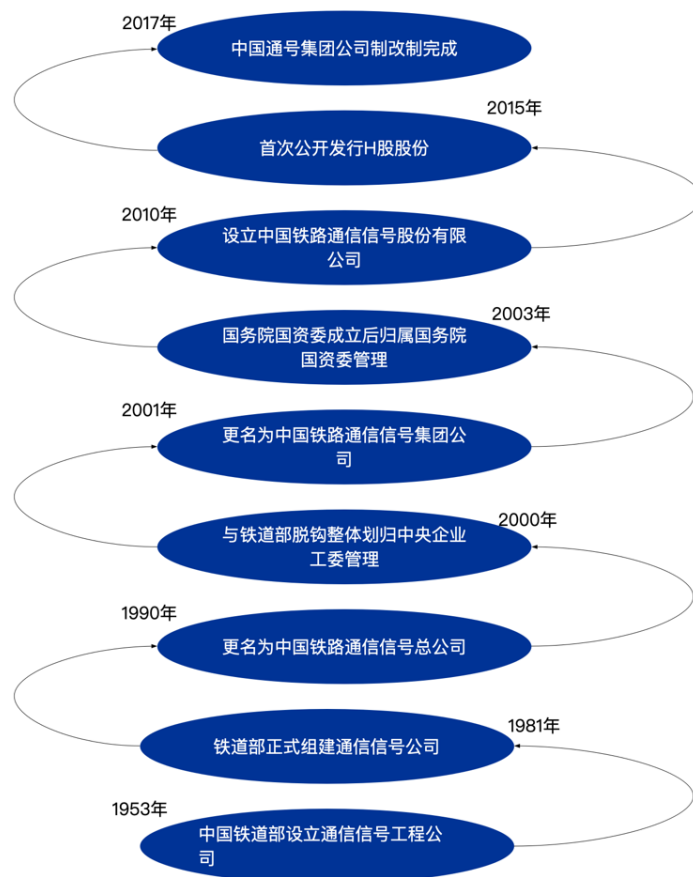 2017年
中国通号集团公司制改制完成
2015年
首次公开发行H股股份
2010年
设立中国铁路通信信号股份有限
公司
2003年
国务院国资委成立后归属国务院
国资委管理
2001年
更名为中国铁路通信信号集团公
司
2000年
与铁道部脱钩整体划归中央企业
工委管理
1990年
更名为中国铁路通信信号总公司
1981年
铁道部正式组建通信信号公司
1953年
中国铁道部设立通信信号工程公
司